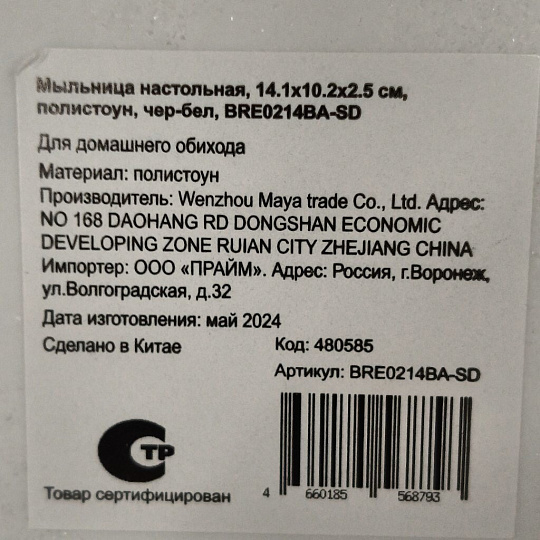 Мыльница настольная, 14.1x10.2x2.5 см,
полистоун, чер-бел, BRE0214BA-SD
Для домашнего обихода
Материал: полистоун
Производитель: Wenzhou Maya trade Co., Ltd. Адрес:
NO 168 DAOHANG RD DONGSHAN ECONOMIC
DEVELOPING ZONE RUIAN CITY ZHEJIANG CHINA
Импортер: ООО «ПРАЙМ». Адрес: Россия, г.Воронеж,
ул.Волгоградская, д.32
Дата изготовления: май 2024
Сделано в Китае
Код: 480585
Артикул: BRE0214BA-SD
СТР
Товар сертифицирован
4 660185 568793